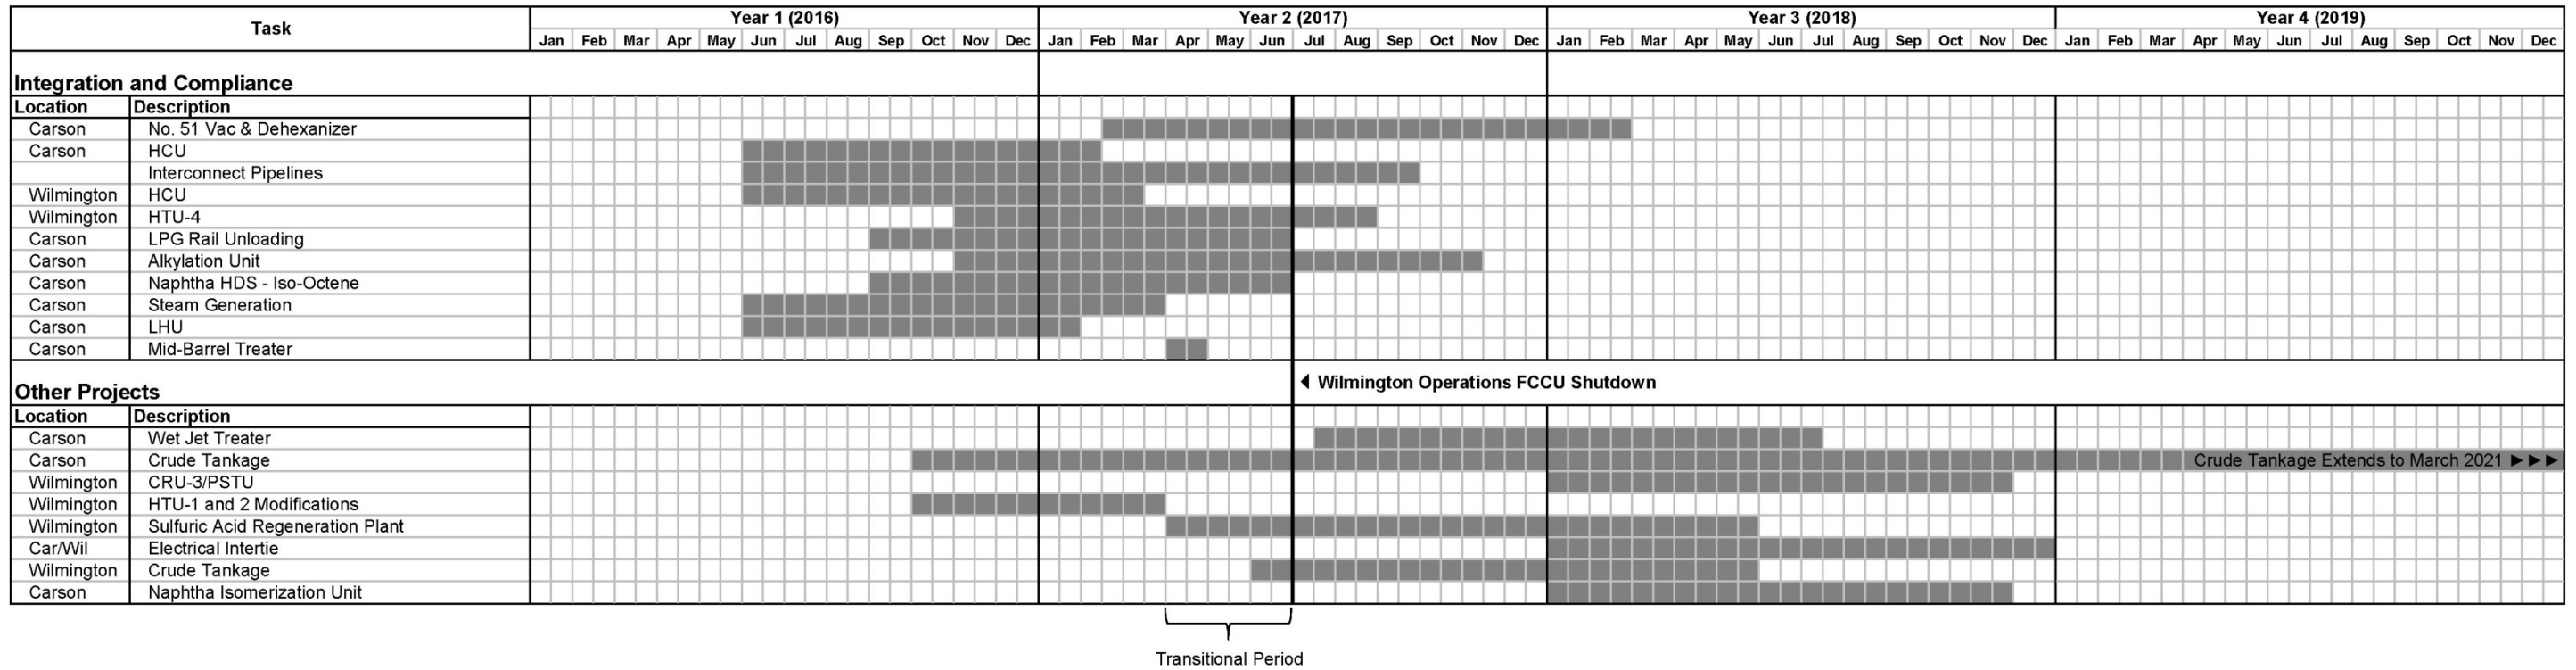 Task Year 1 (2016) Year 2 (2017) Year 3 (2018) Year 4 (2019)
Jan Feb Mar Apr May Jun Jul Aug Sep Oct Nov Dec Jan Feb Mar Apr May Jun Jul Aug Sep Oct Nov Dec Jan Feb Mar Apr May Jun Jul Aug Sep Oct Nov Dec Jan Feb Mar Apr May Jun Jul Aug Sep Oct Nov Dec
Integration and Compliance
Location Description
Carson No. 51 Vac & Dehexanizer
Carson HCU
Interconnect Pipelines
Wilmington HCU
Wilmington HTU-4
Carson LPG Rail Unloading
Carson Alkylation Unit
Carson Naphtha HDS - Iso-Octene
Carson Steam Generation
Carson LHU
Carson Mid-Barrel Treater
Other Projects ◄ Wilmington Operations FCCU Shutdown
Location Description
Carson Wet Jet Treater
Carson Crude Tankage Crude Tankage Extends to March 2021 ►►►
Wilmington CRU-3/PSTU
Wilmington HTU-1 and 2 Modifications
Wilmington Sulfuric Acid Regeneration Plant
Car/Wil Electrical Intertie
Wilmington Crude Tankage
Carson Naphtha Isomerization Unit
Transitional Period